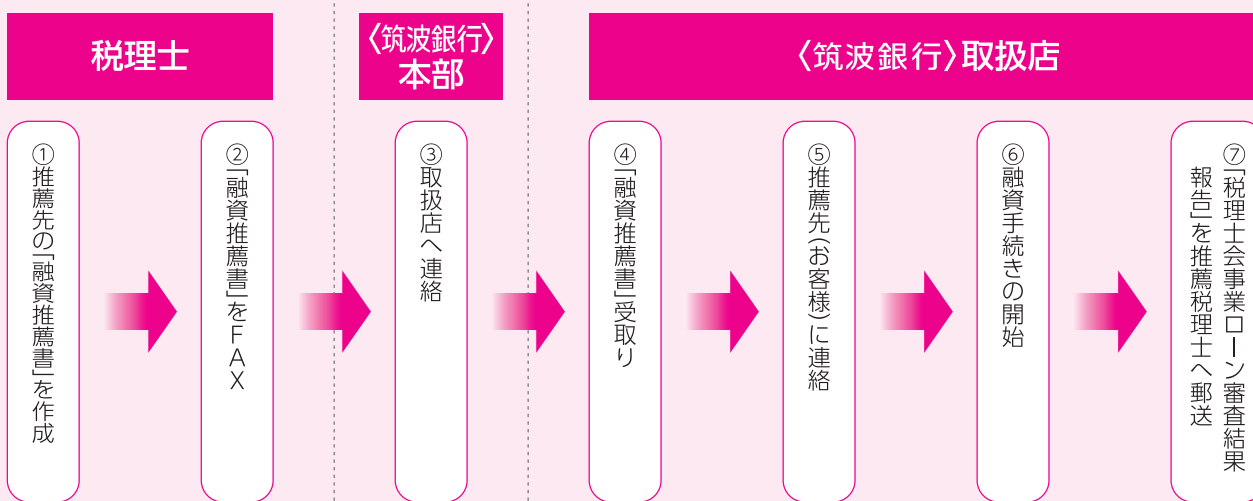 税理士
〈筑波銀行〉
本部
〈筑波銀行〉取扱店
①推薦先の「融資推薦書」を作成
②「融資推薦書」をFAX
③取扱店へ連絡
④「融資推薦書」受取り
⑤推薦先(お客様)に連絡
⑥融資手続きの開始
⑦「税理士会事業ローン審査結果
報告」を推薦税理士へ郵送